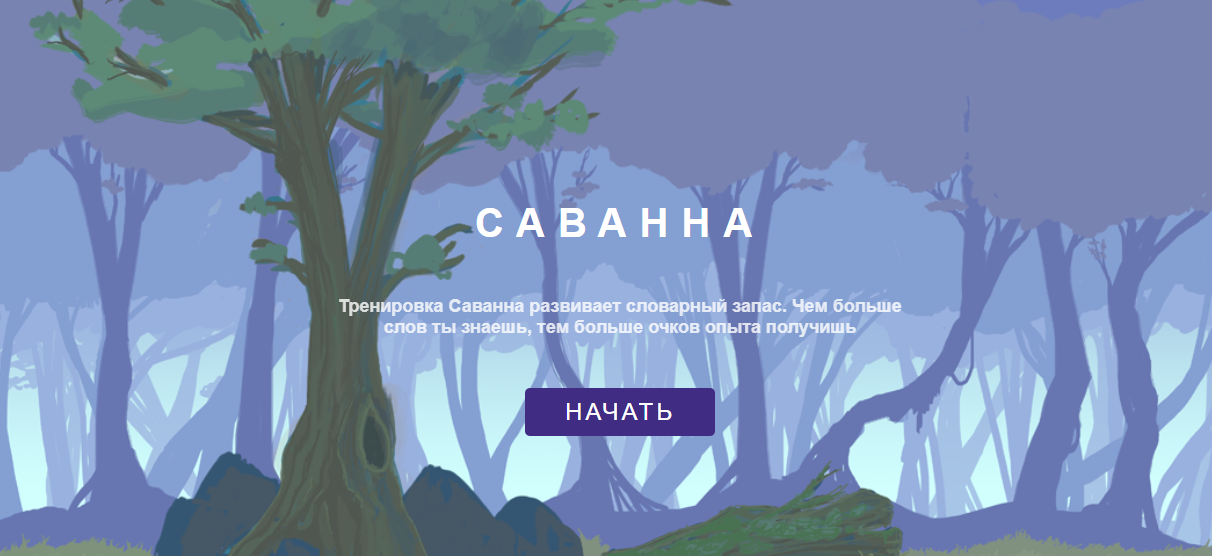 САВАННА
Тренировка Саванна развивает словарный запас. Чем больше
слов ты знаешь, тем больше очков опыта получишь
НАЧАТЬ